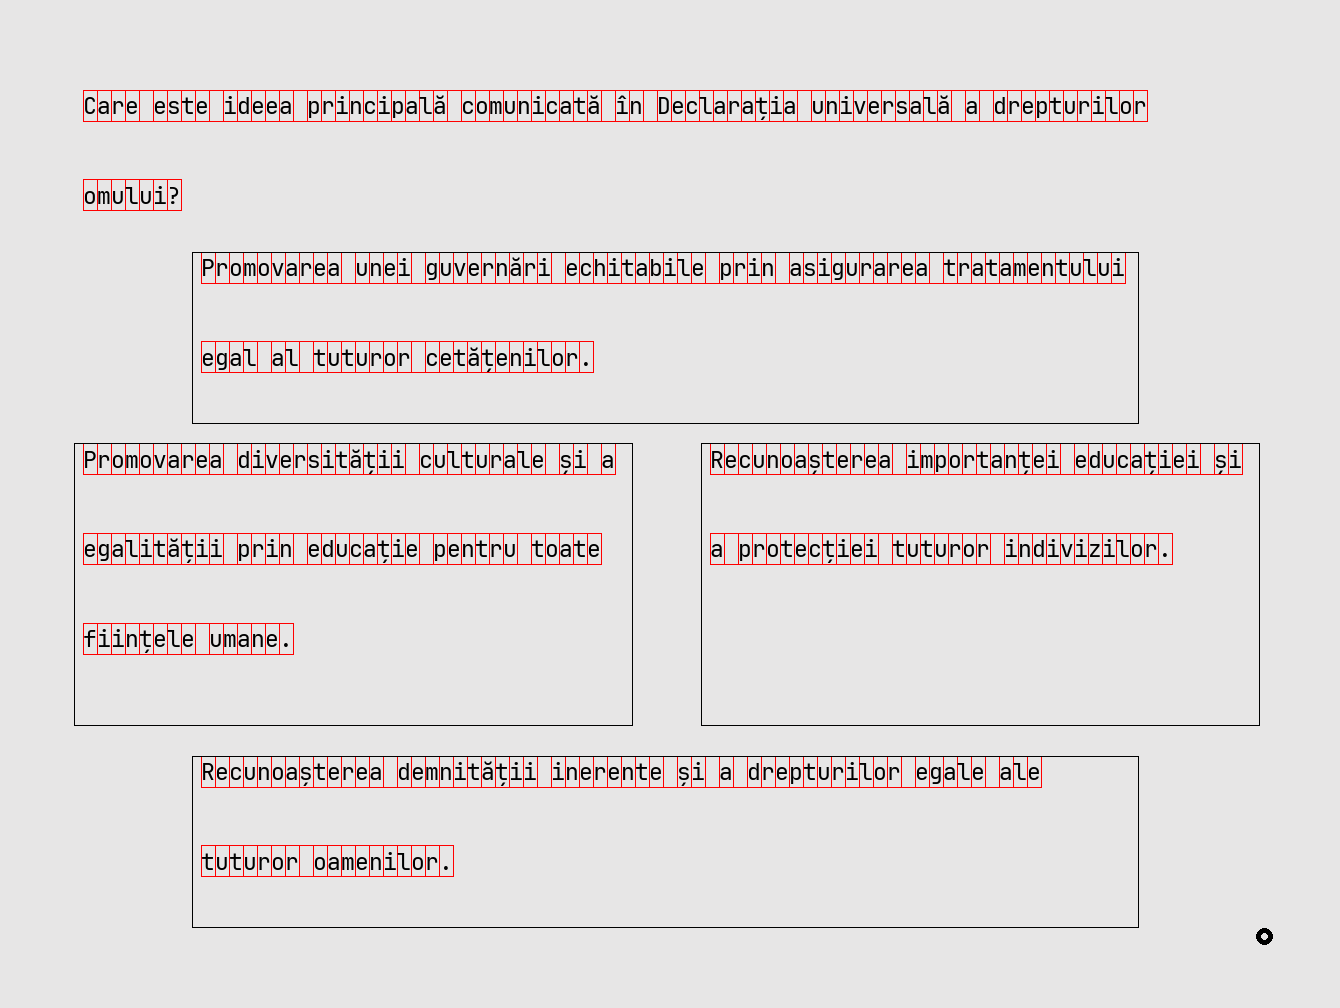 Care este ideea principală comunicată în Declarația universală a drepturilor
omului?
Promovarea unei guvernări echitabile prin asigurarea tratamentului
egal al tuturor cetățenilor.
Promovarea diversității culturale și a
egalității prin educație pentru toate
ființele umane.
Recunoașterea importanței educației și
a protecției tuturor indivizilor.
Recunoașterea demnității inerente și a drepturilor egale ale
tuturor oamenilor.